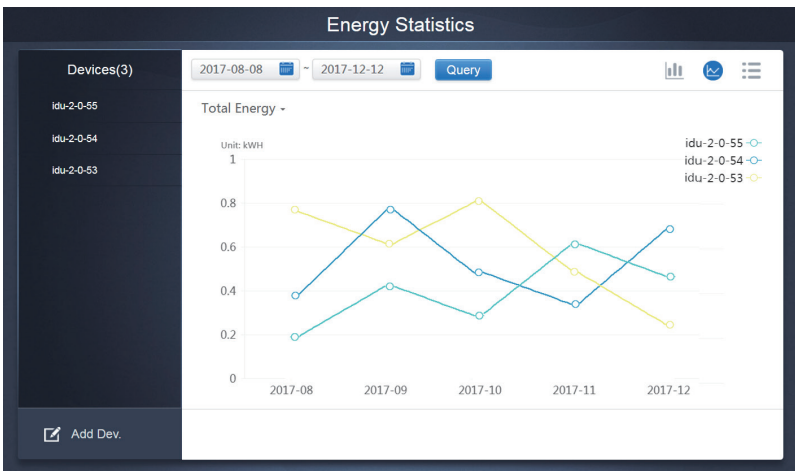 Energy Statistics
Devices(3)
idu-2-0-55
idu-2-0-54
idu-2-0-53
Add Dev.
2017-08-08 ~ 2017-12-12 Query
Total Energy
Unit: kWH
idu-2-0-55
idu-2-0-54
idu-2-0-53
1
0.8
0.6
0.4
0.2
0
2017-08 2017-09 2017-10 2017-11 2017-12